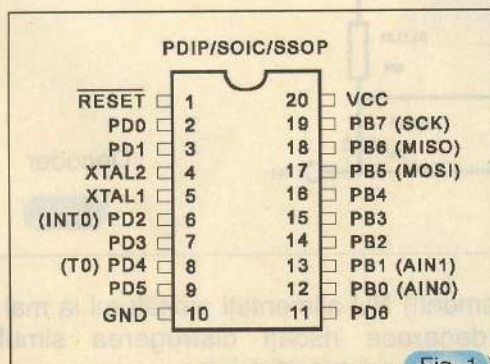 PDIP/SOIC/SSOP
RESET 1 20 VCC
PD0 2 19 PB7 (SCK)
PD1 3 18 PB6 (MISO)
XTAL2 4 17 PB5 (MOSI)
XTAL1 5 16 PB4
(INT0) PD2 6 15 PB3
PD3 7 14 PB2
(T0) PD4 8 13 PB1 (AIN1)
PD5 9 12 PB0 (AIN0)
GND 10 11 PD6
Fig. 1